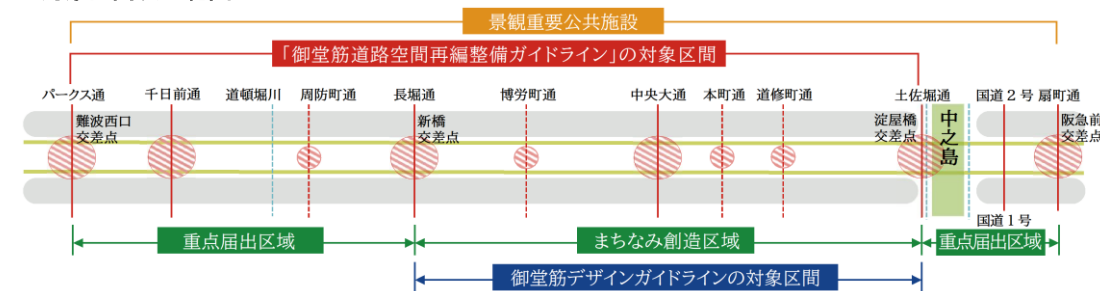 景観重要公共施設
「御堂筋道路空間再編整備ガイドライン」の対象区間
パークス通 千日前通 道頓堀川 周防町通 長堀通 博労町通 中央大通 本町通 道修町通 土佐堀通 国道2号 扇町通
難波西口
交差点
新橋
交差点
淀屋橋
交差点
中之島
阪急前
交差点
国道1号
重点届出区域 まちなみ創造区域 重点届出区域
御堂筋デザインガイドラインの対象区間